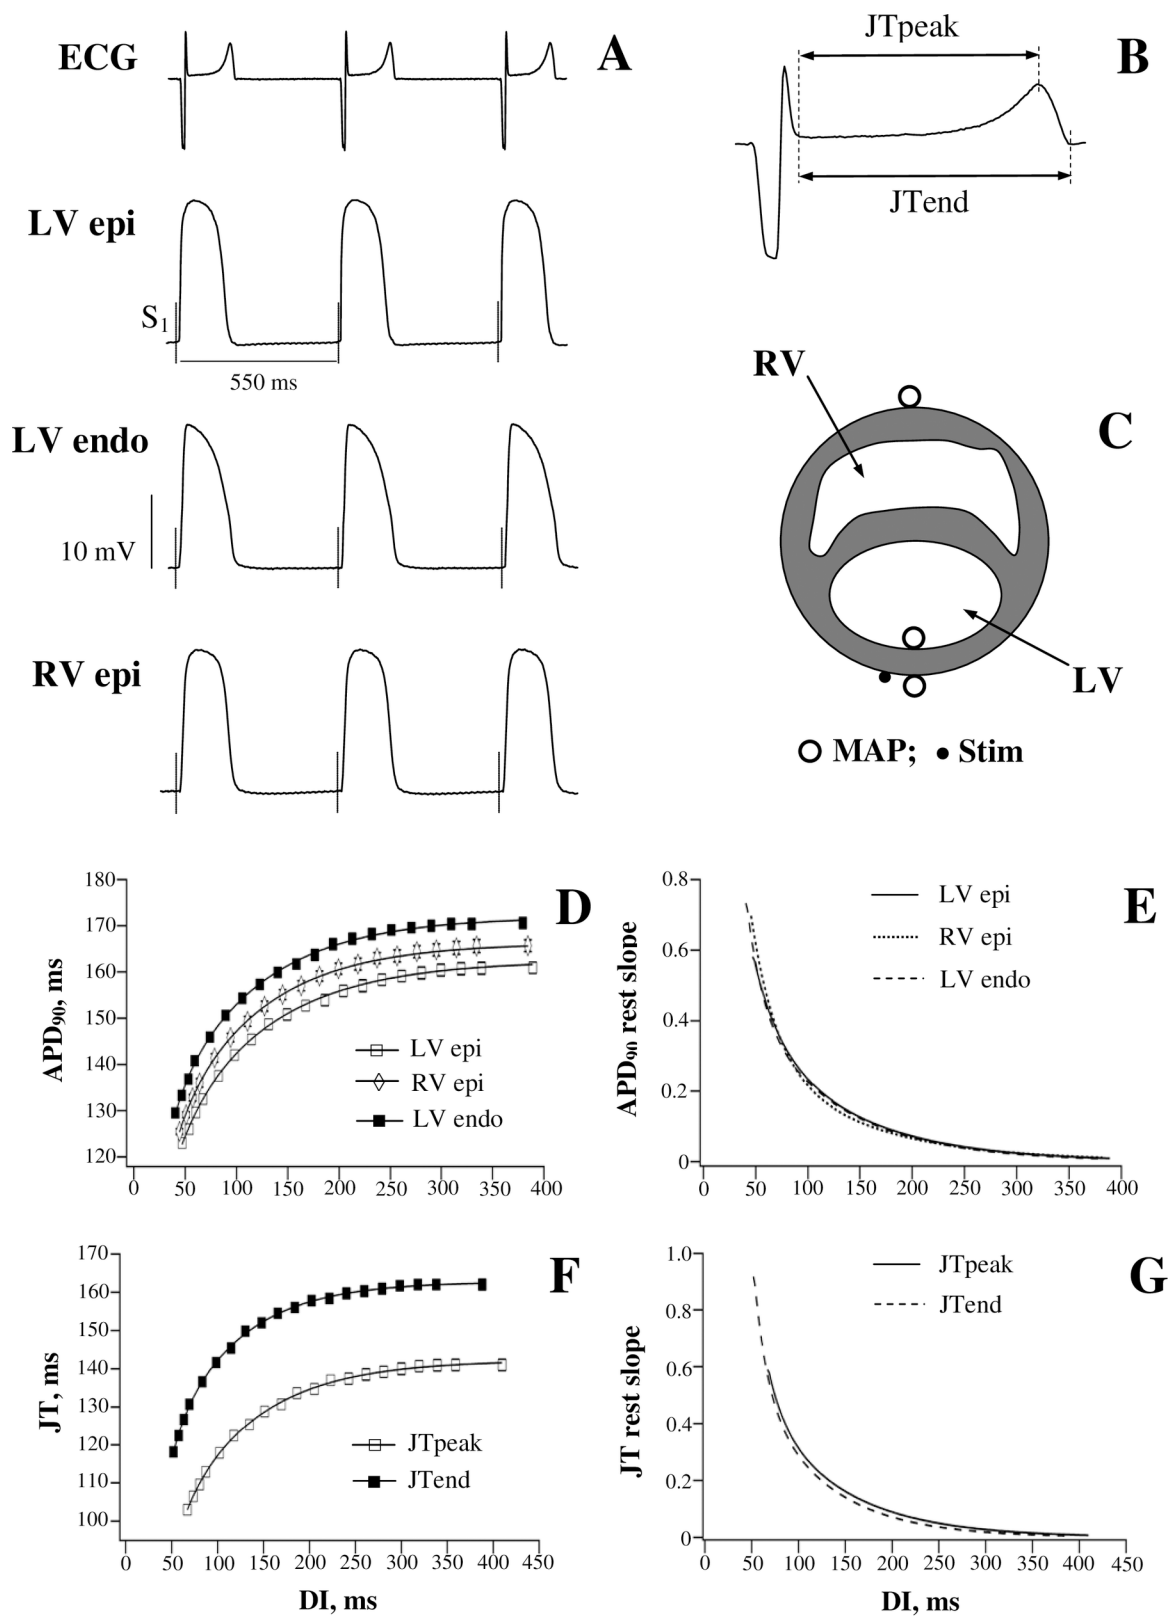 ECG
A
LV epi
S1
550 ms
LV endo
10 mV
RV epi
JTpeak
B
JTend
RV
C
LV
MAP; Stim
180
170
160
150
140
130
120
APD90, ms
D
LV epi
RV epi
LV endo
0 50 100 150 200 250 300 350 400
0.8
0.6
0.4
0.2
0
APD90 rest slope
E
LV epi
RV epi
LV endo
0 50 100 150 200 250 300 350 400
170
160
150
140
130
120
110
100
JT, ms
F
JTpeak
JTend
0 50 100 150 200 250 300 350 400 450
DI, ms
1.0
0.8
0.6
0.4
0.2
0
JT rest slope
G
JTpeak
JTend
0 50 100 150 200 250 300 350 400 450
DI, ms